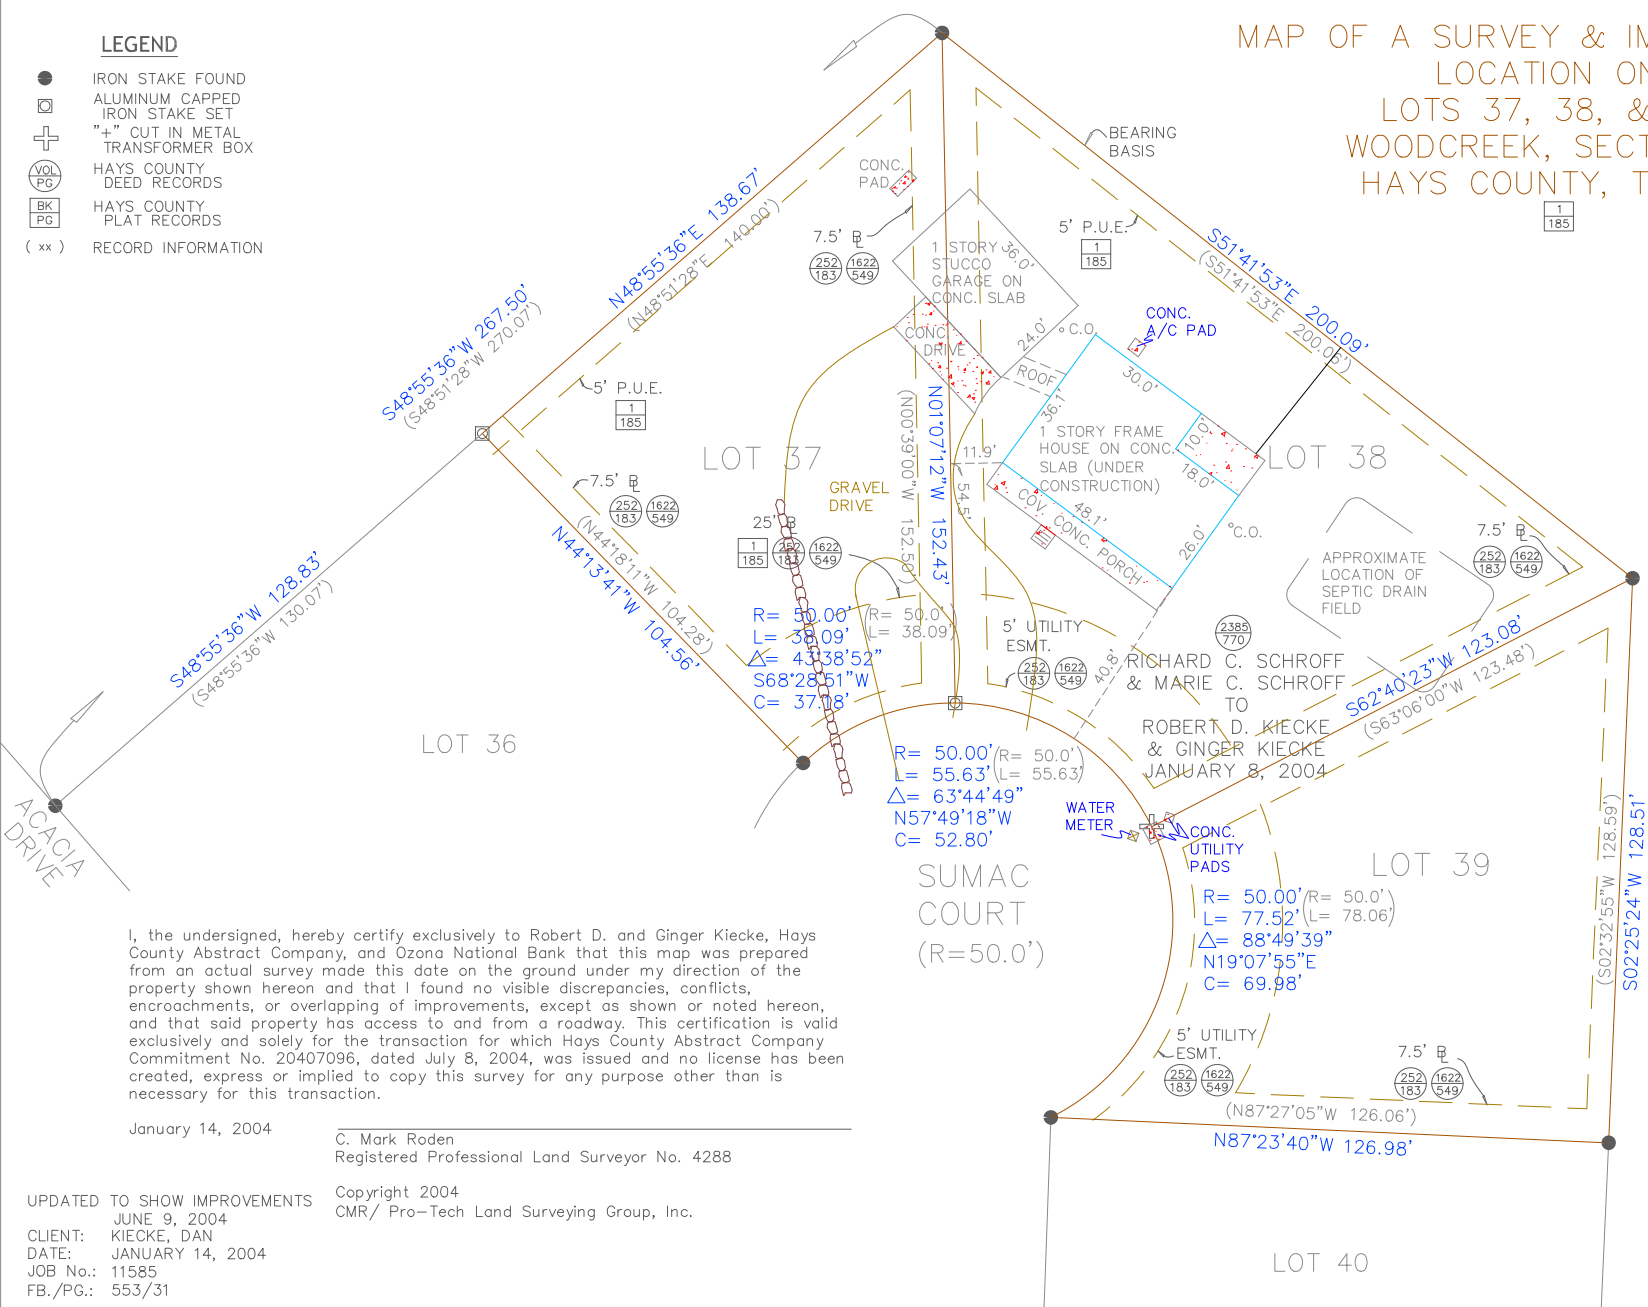 LEGEND
IRON STAKE FOUND
ALUMINUM CAPPED
IRON STAKE SET
"+" CUT IN METAL
TRANSFORMER BOX
VOL
PG
HAYS COUNTY
DEED RECORDS
BK
PG
HAYS COUNTY
PLAT RECORDS
( xx ) RECORD INFORMATION
MAP OF A SURVEY & IM
LOCATION ON
LOTS 37, 38, &
WOODCREEK, SECT
HAYS COUNTY, T
1
185
BEARING
BASIS
CONC.
PAD
N48°55'36"E 138.67'
(N48°51'28"E 140.00')
S48°55'36"W 267.50'
(S48°51'28"W 270.07')
7.5' BL
252
183
1622
549
1 STORY
STUCCO
GARAGE ON
CONC. SLAB
36.0'
24.0'
5' P.U.E.
1
185
S51°41'53"E 200.09'
(S51°41'53"E 200.06')
CONC.
A/C PAD
C.O.
CONC.
DRIVE
ROOF
36.1'
30.0'
5' P.U.E.
1
185
LOT 37
N01°07'12"W 152.43'
(N00°39'00"W 152.50')
11.9'
54.5'
1 STORY FRAME
HOUSE ON CONC.
SLAB (UNDER
CONSTRUCTION)
10.0'
18.0'
LOT 38
7.5' BL
252
183
1622
549
GRAVEL
DRIVE
25' BL
1
185
252
183
1622
549
COV. CONC. PORCH
48.1'
26.0'
°C.O.
7.5' BL
252
183
1622
549
APPROXIMATE
LOCATION OF
SEPTIC DRAIN
FIELD
S48°55'36"W 128.83'
(S48°55'36"W 130.07')
N44°13'41"W 104.56'
(N44°18'11"W 104.28')
R= 50.00' (R= 50.0')
L= 38.09' (L= 38.09')
△= 43°38'52"
S68°28'51"W
C= 37.18'
5' UTILITY
ESMT.
252
183
1622
549
40.8'
2385
770
RICHARD C. SCHROFF
& MARIE C. SCHROFF
TO
ROBERT D. KIECKE
& GINGER KIECKE
JANUARY 8, 2004
S62°40'23"W 123.08'
(S63°06'00"W 123.48')
LOT 36
ACACIA
DRIVE
R= 50.00' (R= 50.0')
L= 55.63' (L= 55.63')
△= 63°44'49"
N57°49'18"W
C= 52.80'
WATER
METER
CONC.
UTILITY
PADS
SUMAC
COURT
(R=50.0')
LOT 39
R= 50.00' (R= 50.0')
L= 77.52' (L= 78.06')
△= 88°49'39"
N19°07'55"E
C= 69.98'
(S02°32'55"W 128.59')
S02°25'24"W 128.51'
5' UTILITY
ESMT.
252
183
1622
549
7.5' BL
252
183
1622
549
(N87°27'05"W 126.06')
N87°23'40"W 126.98'
LOT 40
I, the undersigned, hereby certify exclusively to Robert D. and Ginger Kiecke, Hays
County Abstract Company, and Ozona National Bank that this map was prepared
from an actual survey made this date on the ground under my direction of the
property shown hereon and that I found no visible discrepancies, conflicts,
encroachments, or overlapping of improvements, except as shown or noted hereon,
and that said property has access to and from a roadway. This certification is valid
exclusively and solely for the transaction for which Hays County Abstract Company
Commitment No. 20407096, dated July 8, 2004, was issued and no license has been
created, express or implied to copy this survey for any purpose other than is
necessary for this transaction.
January 14, 2004
C. Mark Roden
Registered Professional Land Surveyor No. 4288
Copyright 2004
CMR/ Pro-Tech Land Surveying Group, Inc.
UPDATED TO SHOW IMPROVEMENTS
JUNE 9, 2004
CLIENT: KIECKE, DAN
DATE: JANUARY 14, 2004
JOB No.: 11585
FB./PG.: 553/31